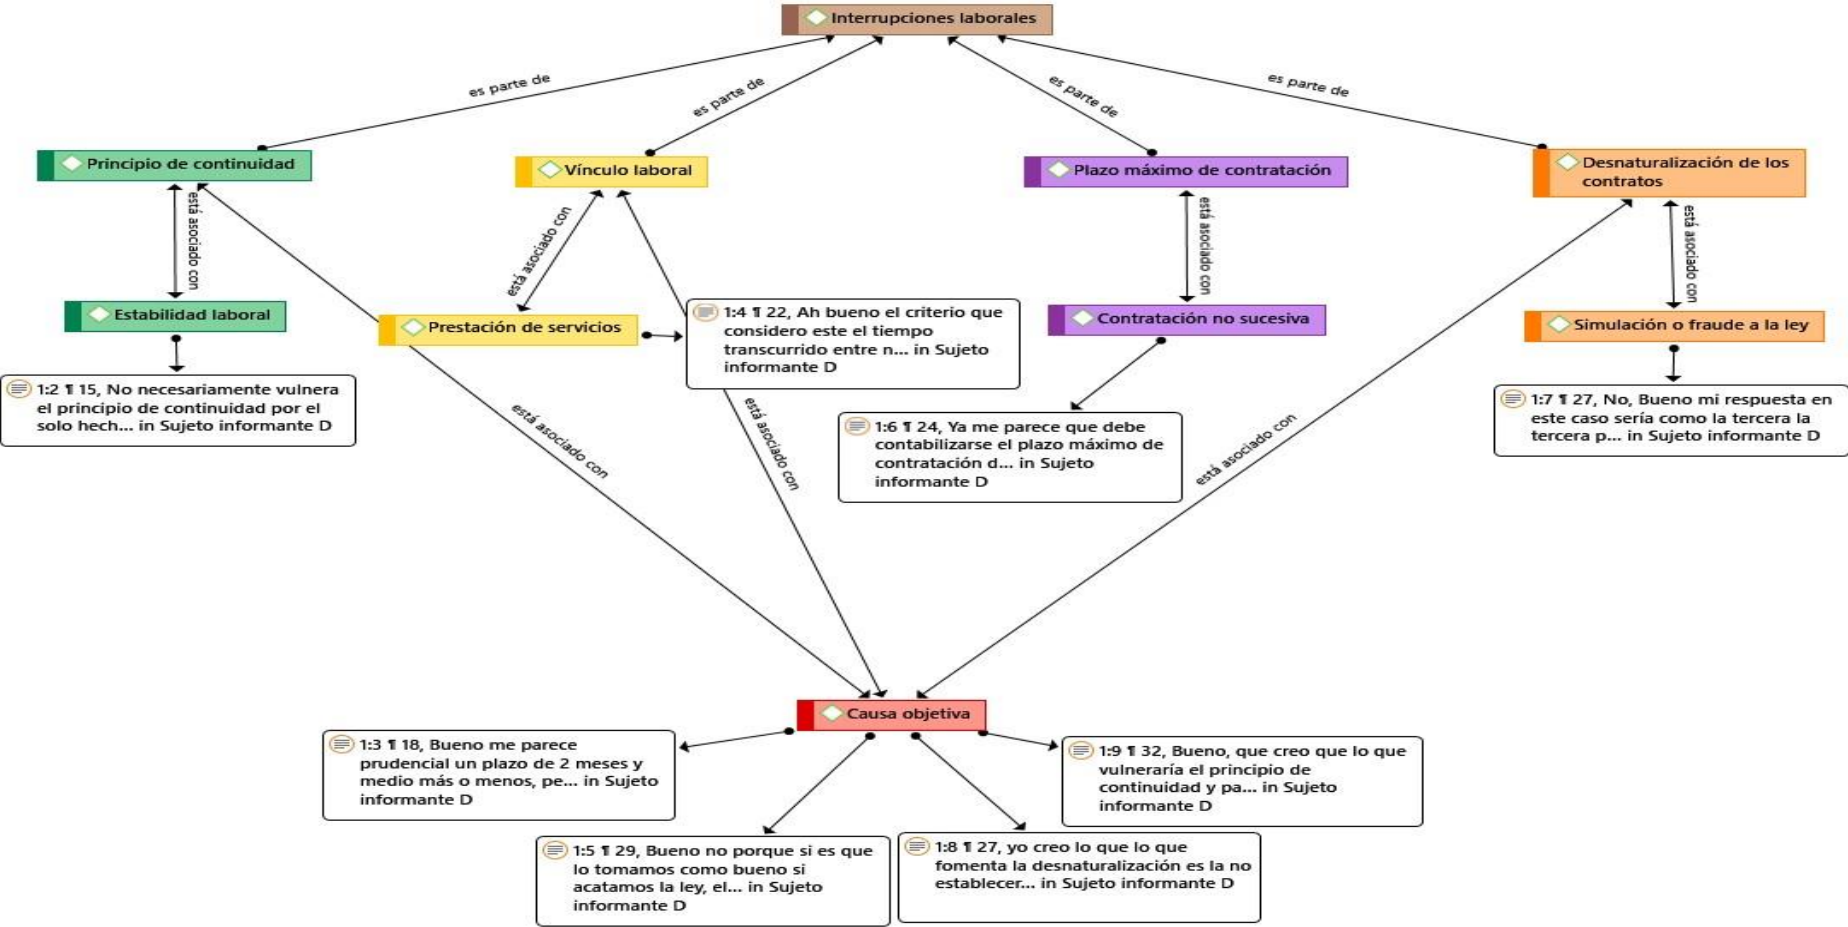 Interrupciones laborales
es parte de
es parte de
es parte de
es parte de
Principio de continuidad
Vínculo laboral
Plazo máximo de contratación
Desnaturalización de los
contratos
está asociado con
está asociado con
está asociado con
está asociado con
Estabilidad laboral
Prestación de servicios
1:4 ¶ 22, Ah bueno el criterio que
considero este el tiempo
transcurrido entre n... in Sujeto
informante D
Contratación no sucesiva
Simulación o fraude a la ley
1:2 ¶ 15, No necesariamente vulnera
el principio de continuidad por el
solo hech... in Sujeto informante D
1:6 ¶ 24, Ya me parece que debe
contabilizarse el plazo máximo de
contratación d... in Sujeto
informante D
1:7 ¶ 27, No, Bueno mi respuesta en
este caso sería como la tercera la
tercera p... in Sujeto informante D
está asociado con
está asociado con
está asociado con
Causa objetiva
1:3 ¶ 18, Bueno me parece
prudencial un plazo de 2 meses y
medio más o menos, pe... in Sujeto
informante D
1:9 ¶ 32, Bueno, que creo que lo que
vulneraría el principio de
continuidad y pa... in Sujeto
informante D
1:5 ¶ 29, Bueno no porque si es que
lo tomamos como bueno si
acatamos la ley, el... in Sujeto
informante D
1:8 ¶ 27, yo creo lo que lo que
fomenta la desnaturalización es la no
establecer... in Sujeto informante D